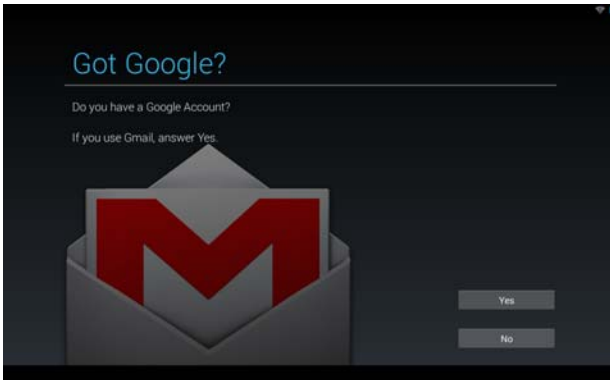 Got Google?
Do you have a Google Account?
If you use Gmail, answer Yes.
Yes
No